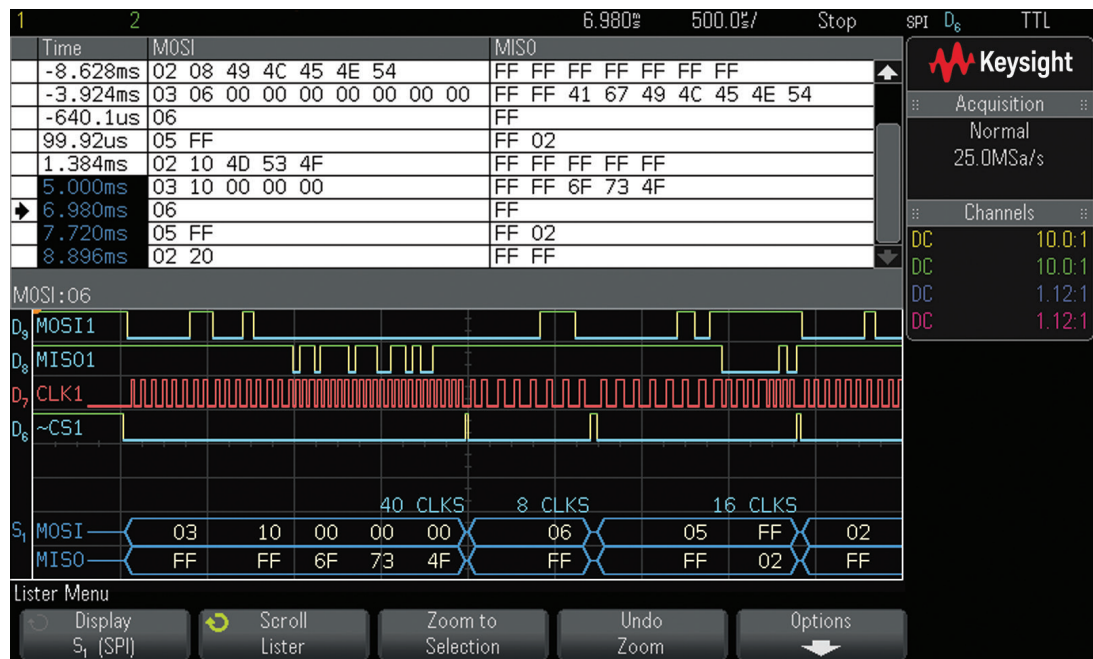 1 2 6.980ms 500.0us/ Stop SPI D6 TTL
Time MOSI MISO
-8.628ms 02 08 49 4C 45 4E 54 FF FF FF FF FF FF FF
-3.924ms 03 06 00 00 00 00 00 00 00 FF FF 41 67 49 4C 45 4E 54
-640.1us 06 FF
99.92us 05 FF FF 02
1.384ms 02 10 4D 53 4F FF FF FF FF FF
5.000ms 03 10 00 00 00 FF FF 6F 73 4F
6.980ms 06 FF
7.720ms 05 FF FF 02
8.896ms 02 20 FF FF
MOSI:06
Keysight
Acquisition
Normal
25.0MSa/s
Channels
DC 10.0:1
DC 10.0:1
DC 1.12:1
DC 1.12:1
D9 MOSI1
D8 MISO1
D7 CLK1
D6 ~CS1
40 CLKS 8 CLKS 16 CLKS
S1 MOSI 03 10 00 00 00 06 05 FF 02
MISO FF FF 6F 73 4F FF FF 02 FF
Lister Menu
Display
S1 (SPI)
Scroll
Lister
Zoom to
Selection
Undo
Zoom
Options